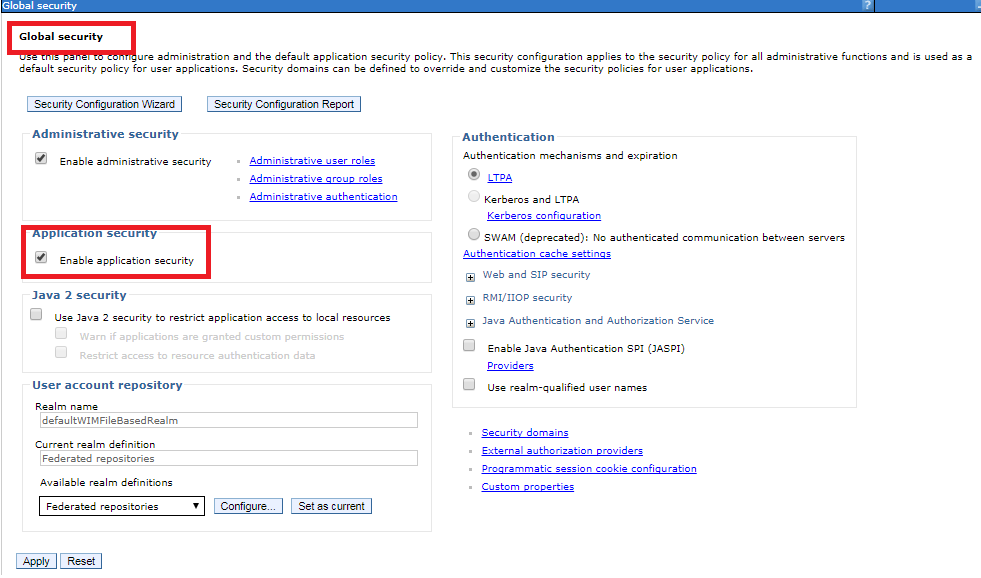 Global security ?
Global security
Use this panel to configure administration and the default application security policy. This security configuration applies to the security policy for all administrative functions and is used as a
default security policy for user applications. Security domains can be defined to override and customize the security policies for user applications.
Security Configuration Wizard Security Configuration Report
Administrative security
Enable administrative security
Administrative user roles
Administrative group roles
Administrative authentication
Application security
Enable application security
Java 2 security
Use Java 2 security to restrict application access to local resources
Warn if applications are granted custom permissions
Restrict access to resource authentication data
User account repository
Realm name
defaultWIMFileBasedRealm
Current realm definition
Federated repositories
Available realm definitions
Federated repositories Configure... Set as current
Authentication
Authentication mechanisms and expiration
LTPA
Kerberos and LTPA
Kerberos configuration
SWAM (deprecated): No authenticated communication between servers
Authentication cache settings
Web and SIP security
RMI/IIOP security
Java Authentication and Authorization Service
Enable Java Authentication SPI (JASPI)
Providers
Use realm-qualified user names
Security domains
External authorization providers
Programmatic session cookie configuration
Custom properties
Apply Reset